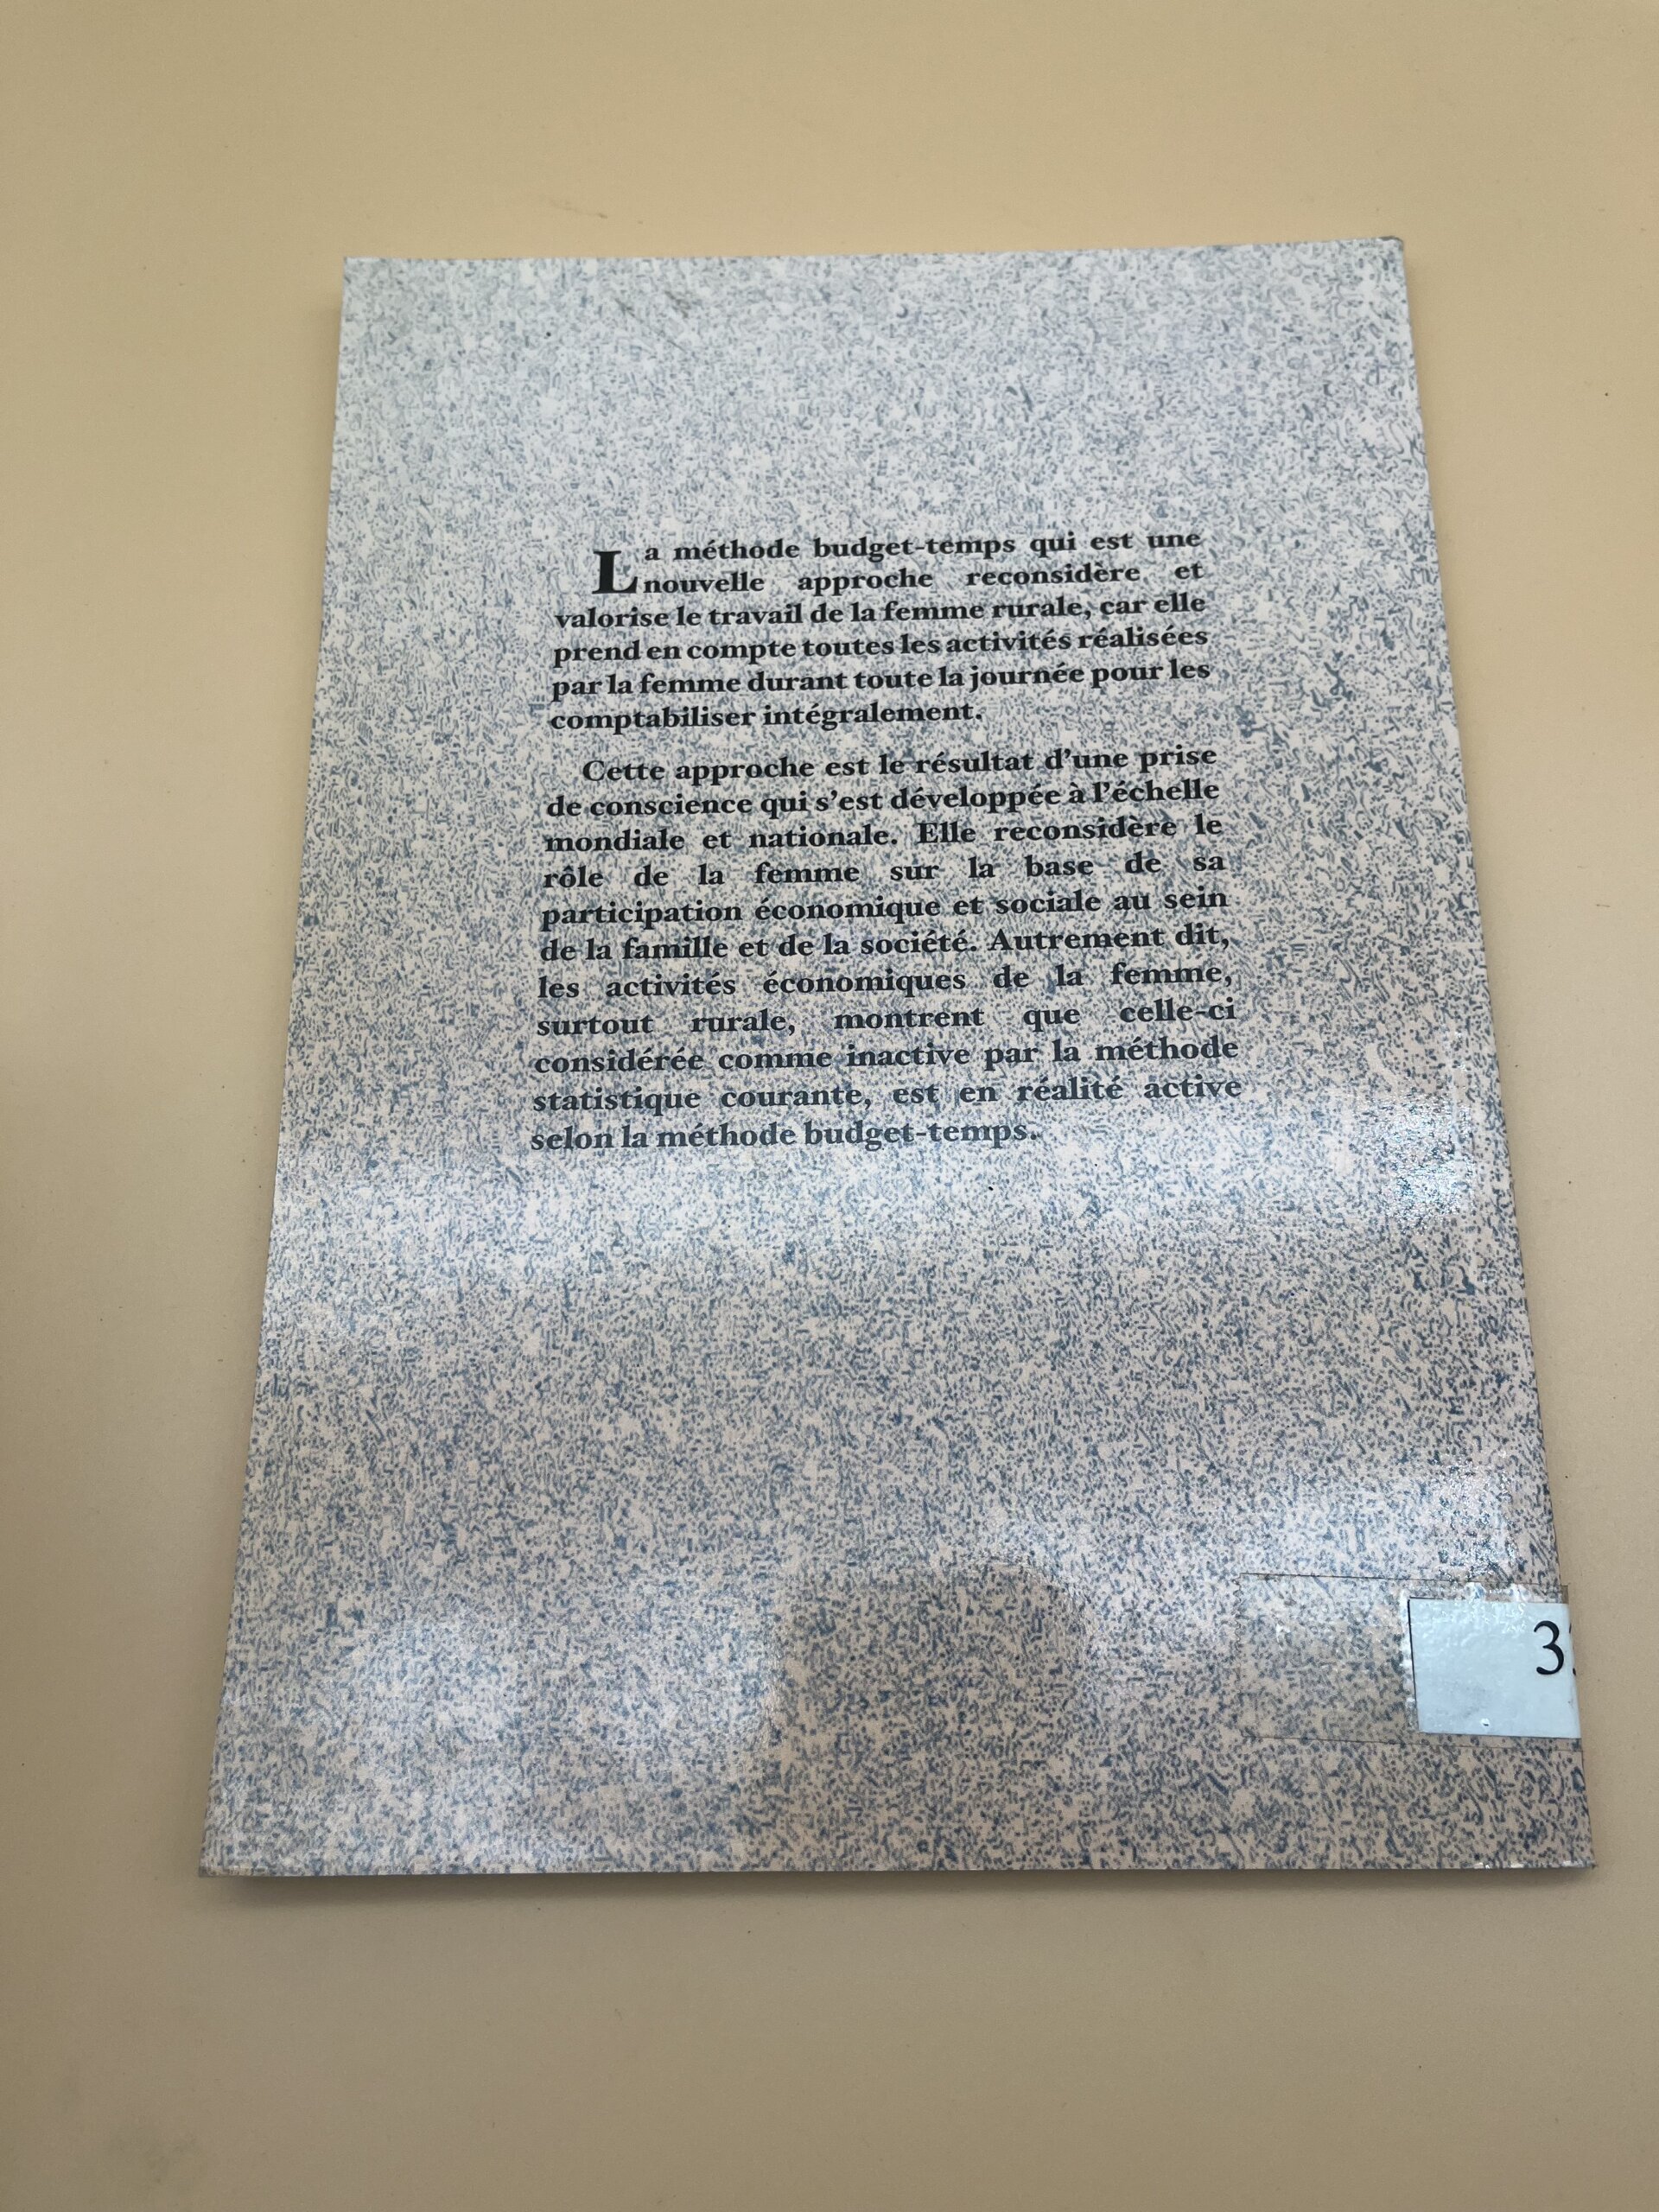 La méthode budget-temps qui est une
nouvelle approche reconsidère et
valorise le travail de la femme rurale, car elle
prend en compte toutes les activités réalisées
par la femme durant toute la journée pour les
comptabiliser intégralement.
Cette approche est le résultat d'une prise
de conscience qui s'est développée à l'échelle
mondiale et nationale. Elle reconsidère le
rôle de la femme sur la base de sa
participation économique et sociale au sein
de la famille et de la société. Autrement dit,
les activités économiques de la femme,
surtout rurale, montrent que celle-ci
considérée comme inactive par la méthode
statistique courante, est en réalité active
selon la méthode budget-temps.
3